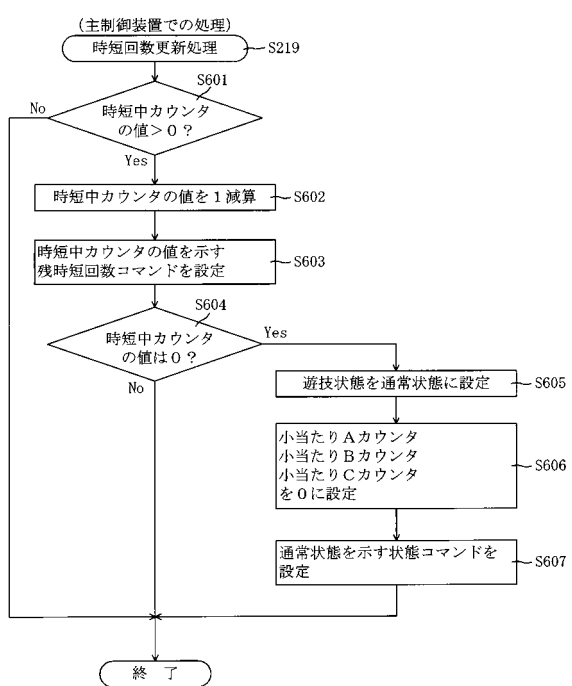 (主制御装置での処理)
時短回数更新処理
S219
S601
時短中カウンタ
の値>０？
No
Yes
時短中カウンタの値を１減算
S602
時短中カウンタの値を示す
残時短回数コマンドを設定
S603
S604
時短中カウンタ
の値は０？
Yes
No
遊技状態を通常状態に設定
S605
小当たりＡカウンタ
小当たりＢカウンタ
小当たりＣカウンタ
を０に設定
S606
通常状態を示す状態コマンドを
設定
S607
終 了